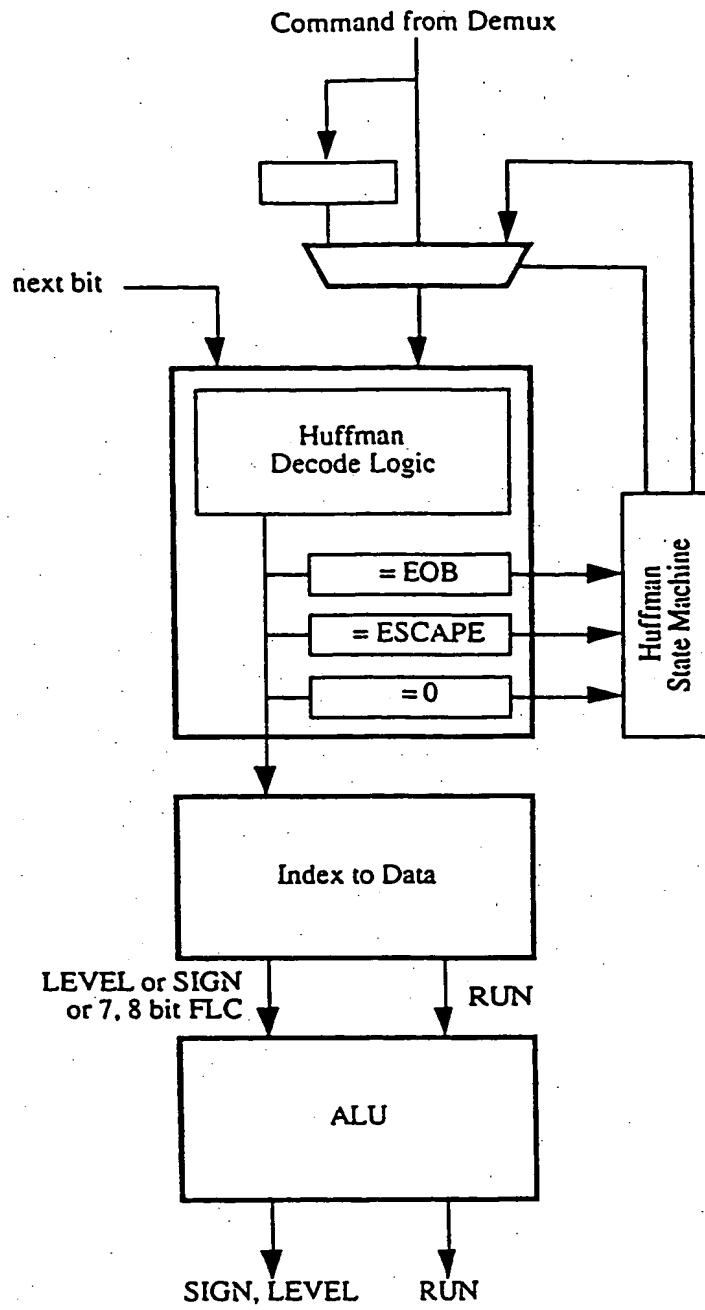 Command from Demux
next bit
Huffman
Decode Logic
= EOB
= ESCAPE
= 0
Huffman
State Machine
Index to Data
LEVEL or SIGN
or 7, 8 bit FLC
RUN
ALU
SIGN, LEVEL
RUN